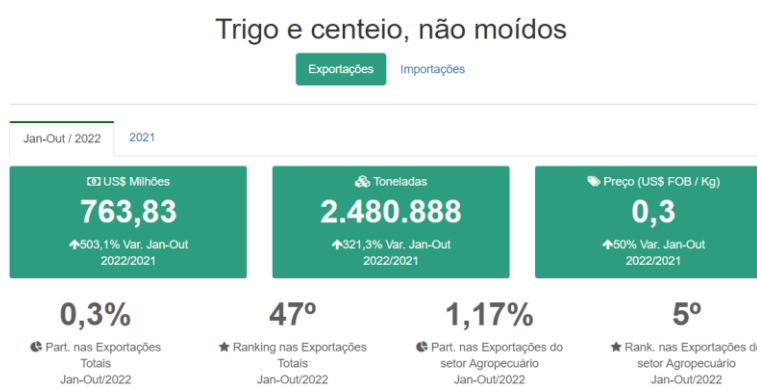 Trigo e centeio, não moídos
Exportações Importações
Jan-Out / 2022 2021
US$ Milhões
763,83
503,1% Var. Jan-Out
2022/2021
Toneladas
2.480.888
321,3% Var. Jan-Out
2022/2021
Preço (US$ FOB / Kg)
0,3
50% Var. Jan-Out
2022/2021
0,3%
Part. nas Exportações
Totais
Jan-Out/2022
47º
Ranking nas Exportações
Totais
Jan-Out/2022
1,17%
Part. nas Exportações do
setor Agropecuário
Jan-Out/2022
5º
Rank. nas Exportações d
setor Agropecuário
Jan-Out/2022